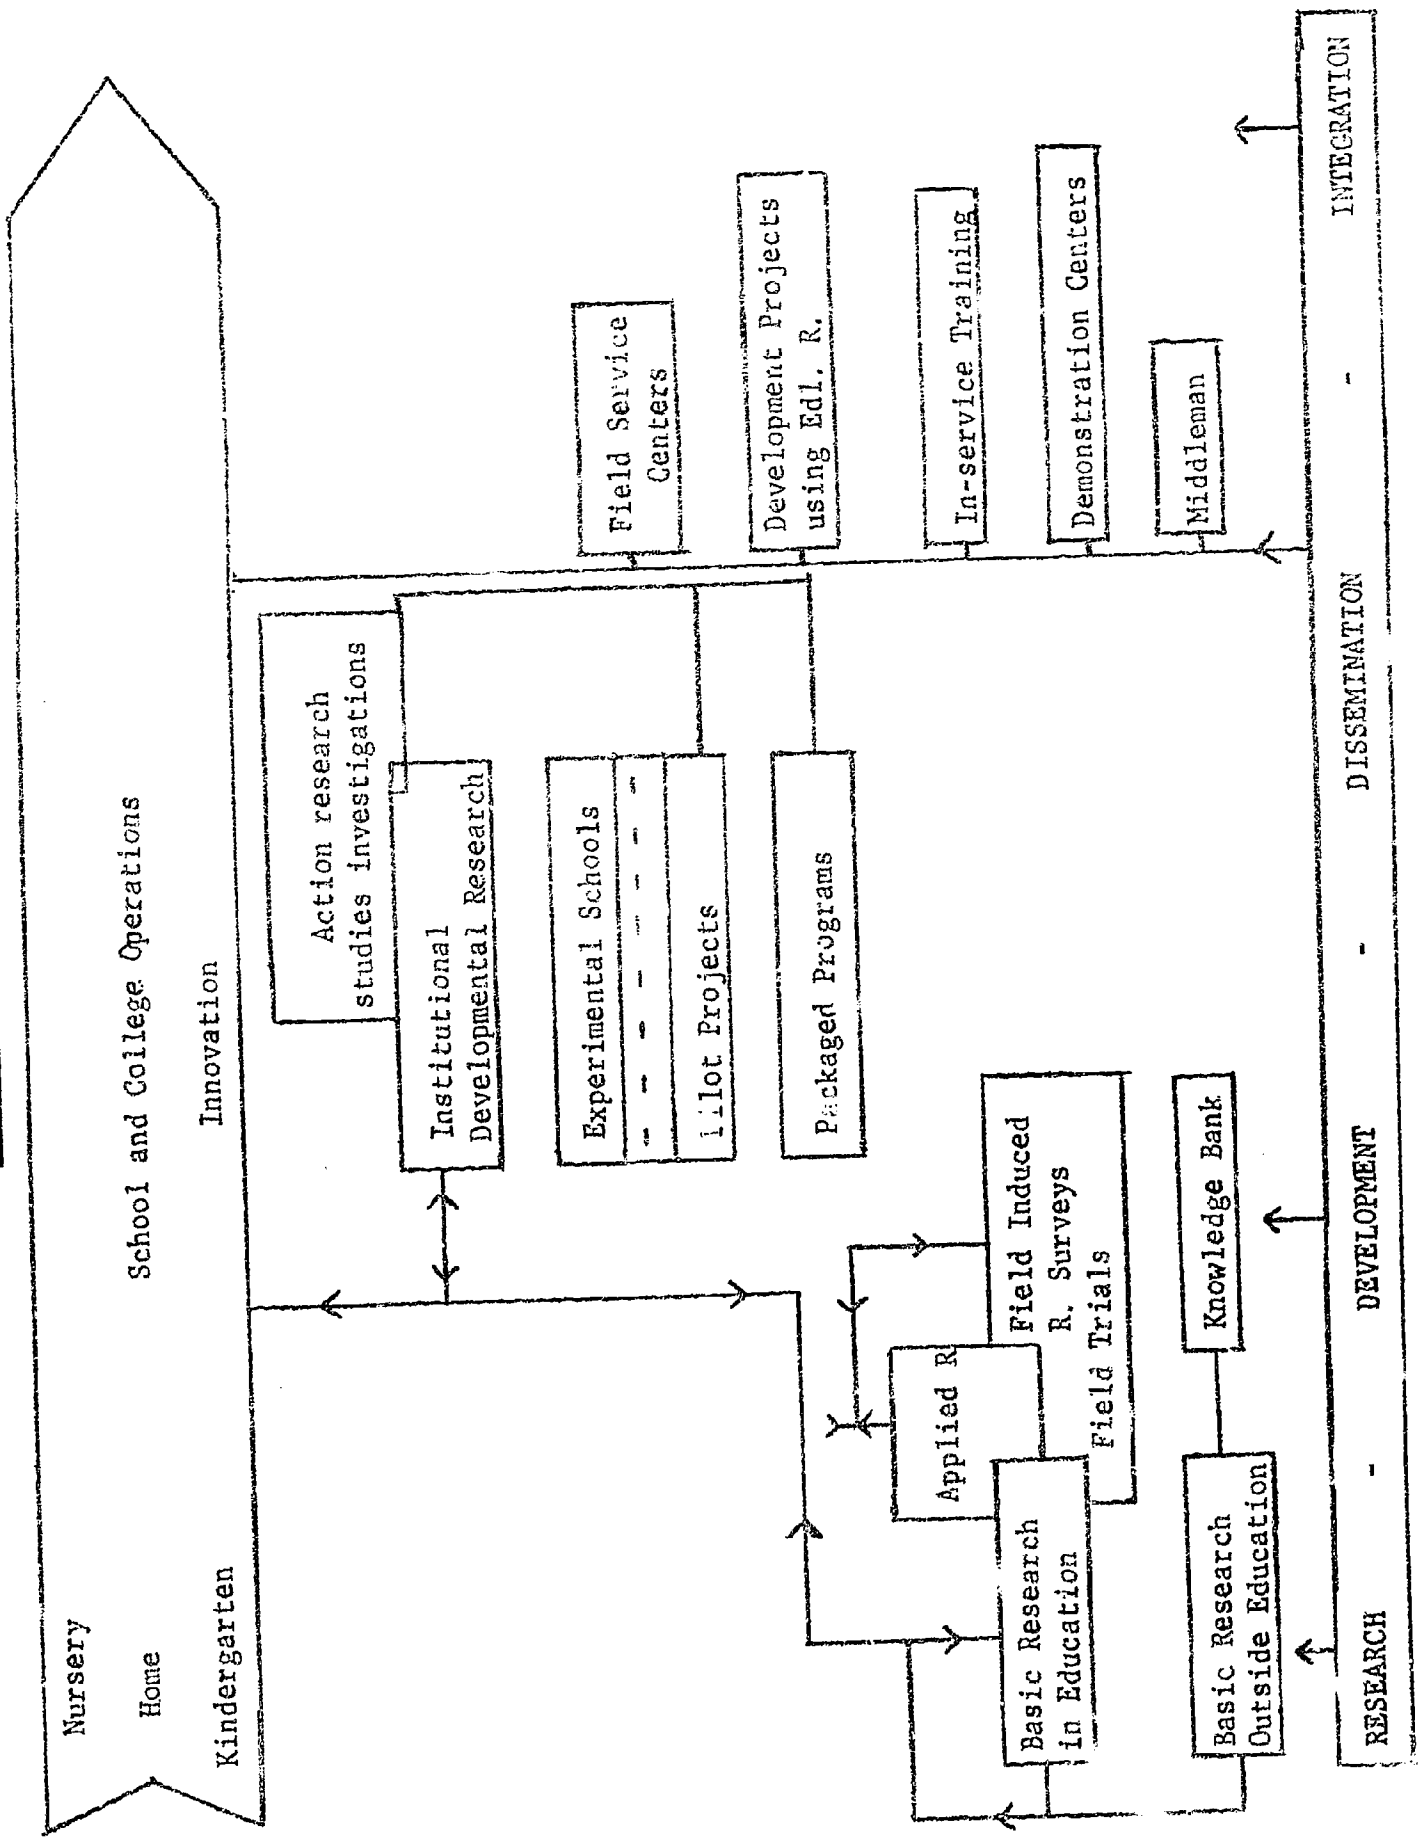 Nursery
Home
Kindergarten
School and College Operations
Innovation
Action research
studies investigations
Institutional
Developmental Research
Experimental Schools
Pilot Projects
Packaged Programs
Field Service
Centers
Development Projects
using Edl. R.
In-service Training
Demonstration Centers
Middleman
Applied R
Field Induced
R. Surveys
Field Trials
Basic Research
in Education
Knowledge Bank
Basic Research
Outside Education
RESEARCH - DEVELOPMENT - DISSEMINATION - INTEGRATION